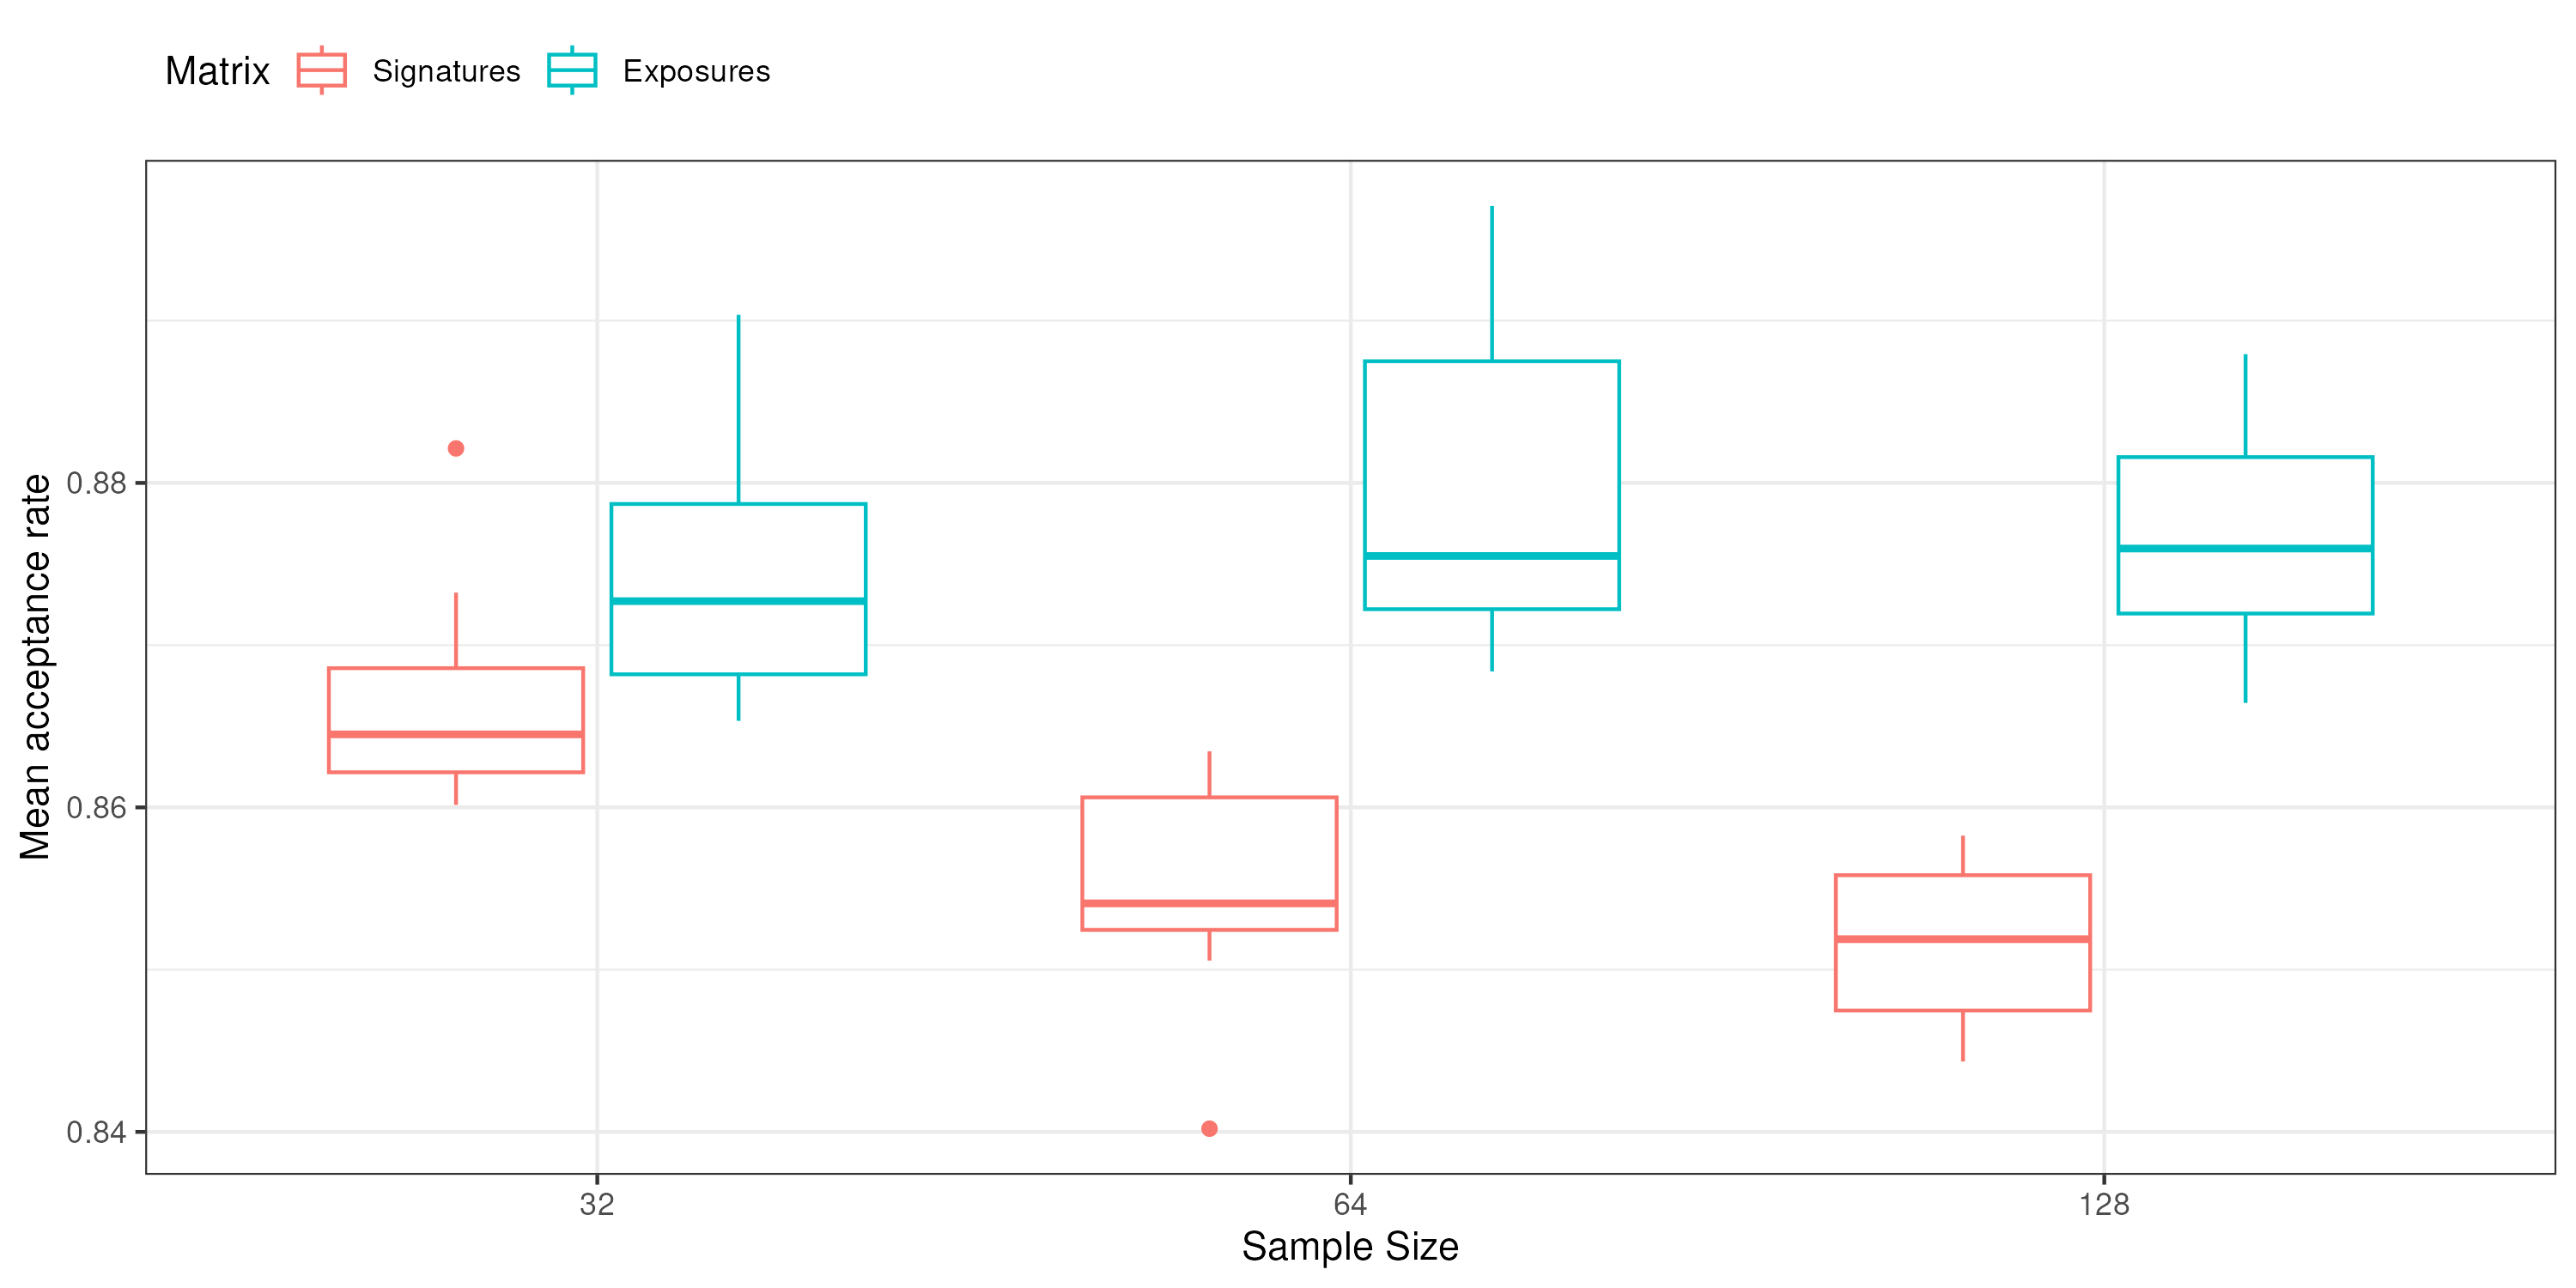 Matrix Signatures Exposures
Mean acceptance rate
0.88
0.86
0.84
32 64 128
Sample Size